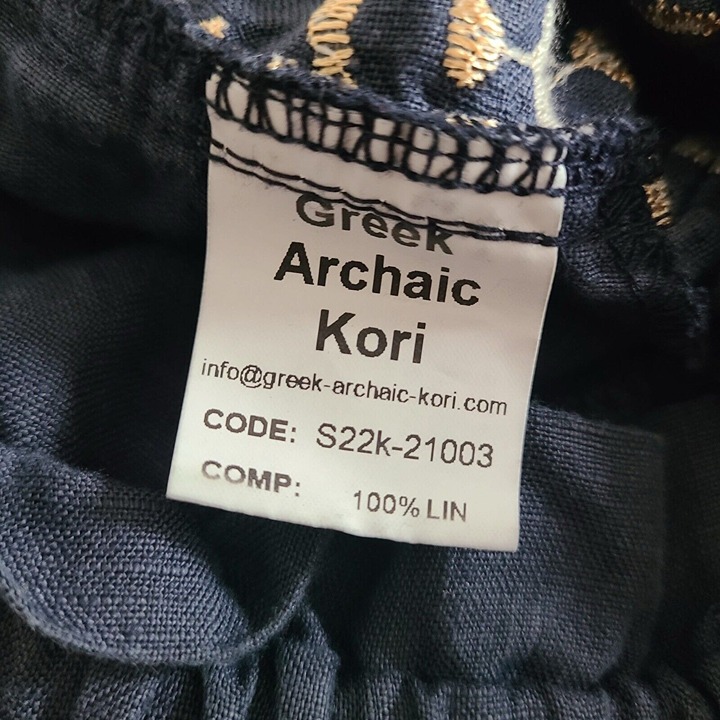 Greek
Archaic
Kori
info@greek-archaic-kori.com
CODE: S22k-21003
COMP: 100% LIN